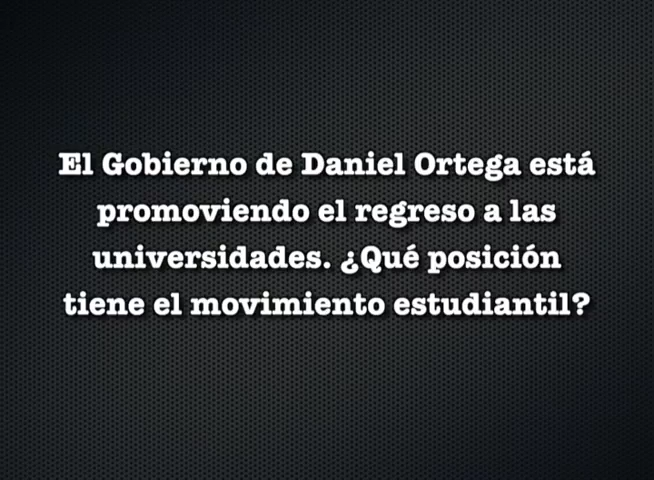 El Gobierno de Daniel Ortega está
promoviendo el regreso a las
universidades. ¿Qué posición
tiene el movimiento estudiantil?